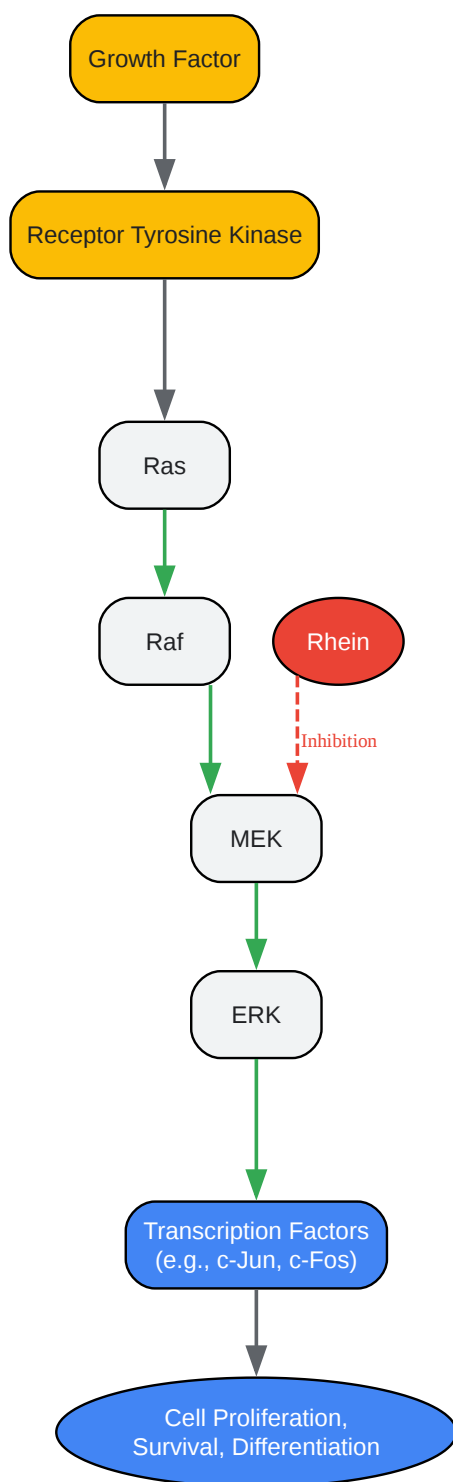 Growth Factor
Receptor Tyrosine Kinase
Ras
Raf
Rhein
Inhibition
MEK
ERK
Transcription Factors
(e.g., c-Jun, c-Fos)
Cell Proliferation,
Survival, Differentiation